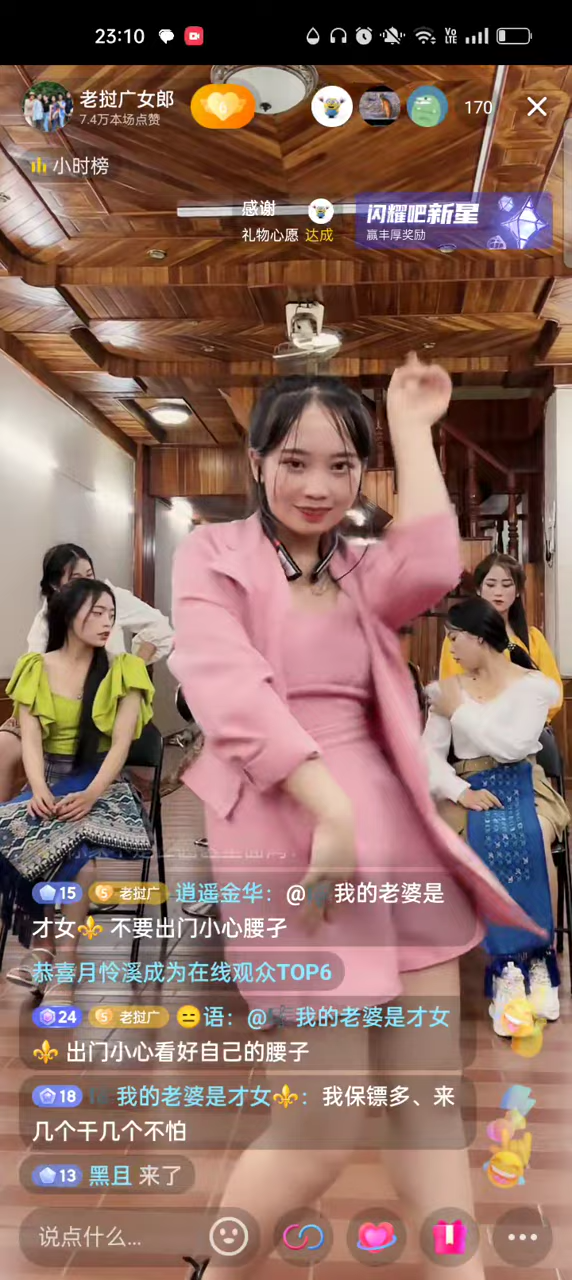 23:10
VoLTE
老挝广女郎
7.4万本场点赞
170
小时榜
感谢
礼物心愿 达成
闪耀吧新星
赢丰厚奖励
15 老挝广 逍遥金华：@ 我的老婆是
才女⚜️ 不要出门小心腰子
恭喜月怜溪成为在线观众TOP6
24 老挝广 😑语：@ 我的老婆是才女
⚜️ 出门小心看好自己的腰子
18 我的老婆是才女⚜️：我保镖多、来
几个干几个不怕
13 黑且 来了
说点什么...